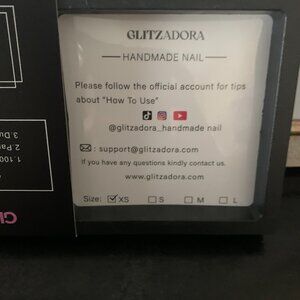 GLITZADORA
HANDMADE NAIL
Please follow the official account for tips
about "How To Use"
@glitzadora_handmade nail
: support@glitzadora.com
If you have any questions kindly contact us.
www.glitzadora.com
Size: ☑ XS ☐ S ☐ M ☐ L